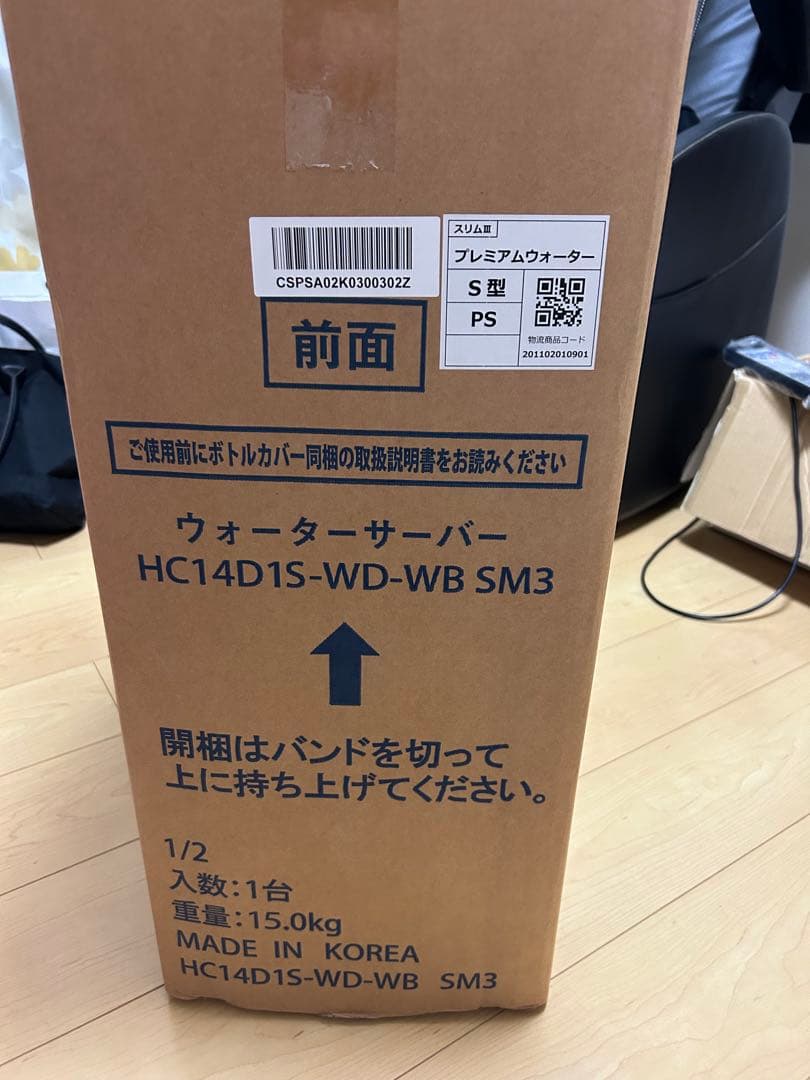 CSPSA02K0300302Z
スリムⅢ
プレミアムウォーター
S型
PS
物流商品コード
201102010901
前面
ご使用前にボトルカバー同梱の取扱説明書をお読みください
ウォーターサーバー
HC14D1S-WD-WB SM3
開梱はバンドを切って
上に持ち上げてください。
1/2
入数:1台
重量:15.0kg
MADE IN KOREA
HC14D1S-WD-WB SM3